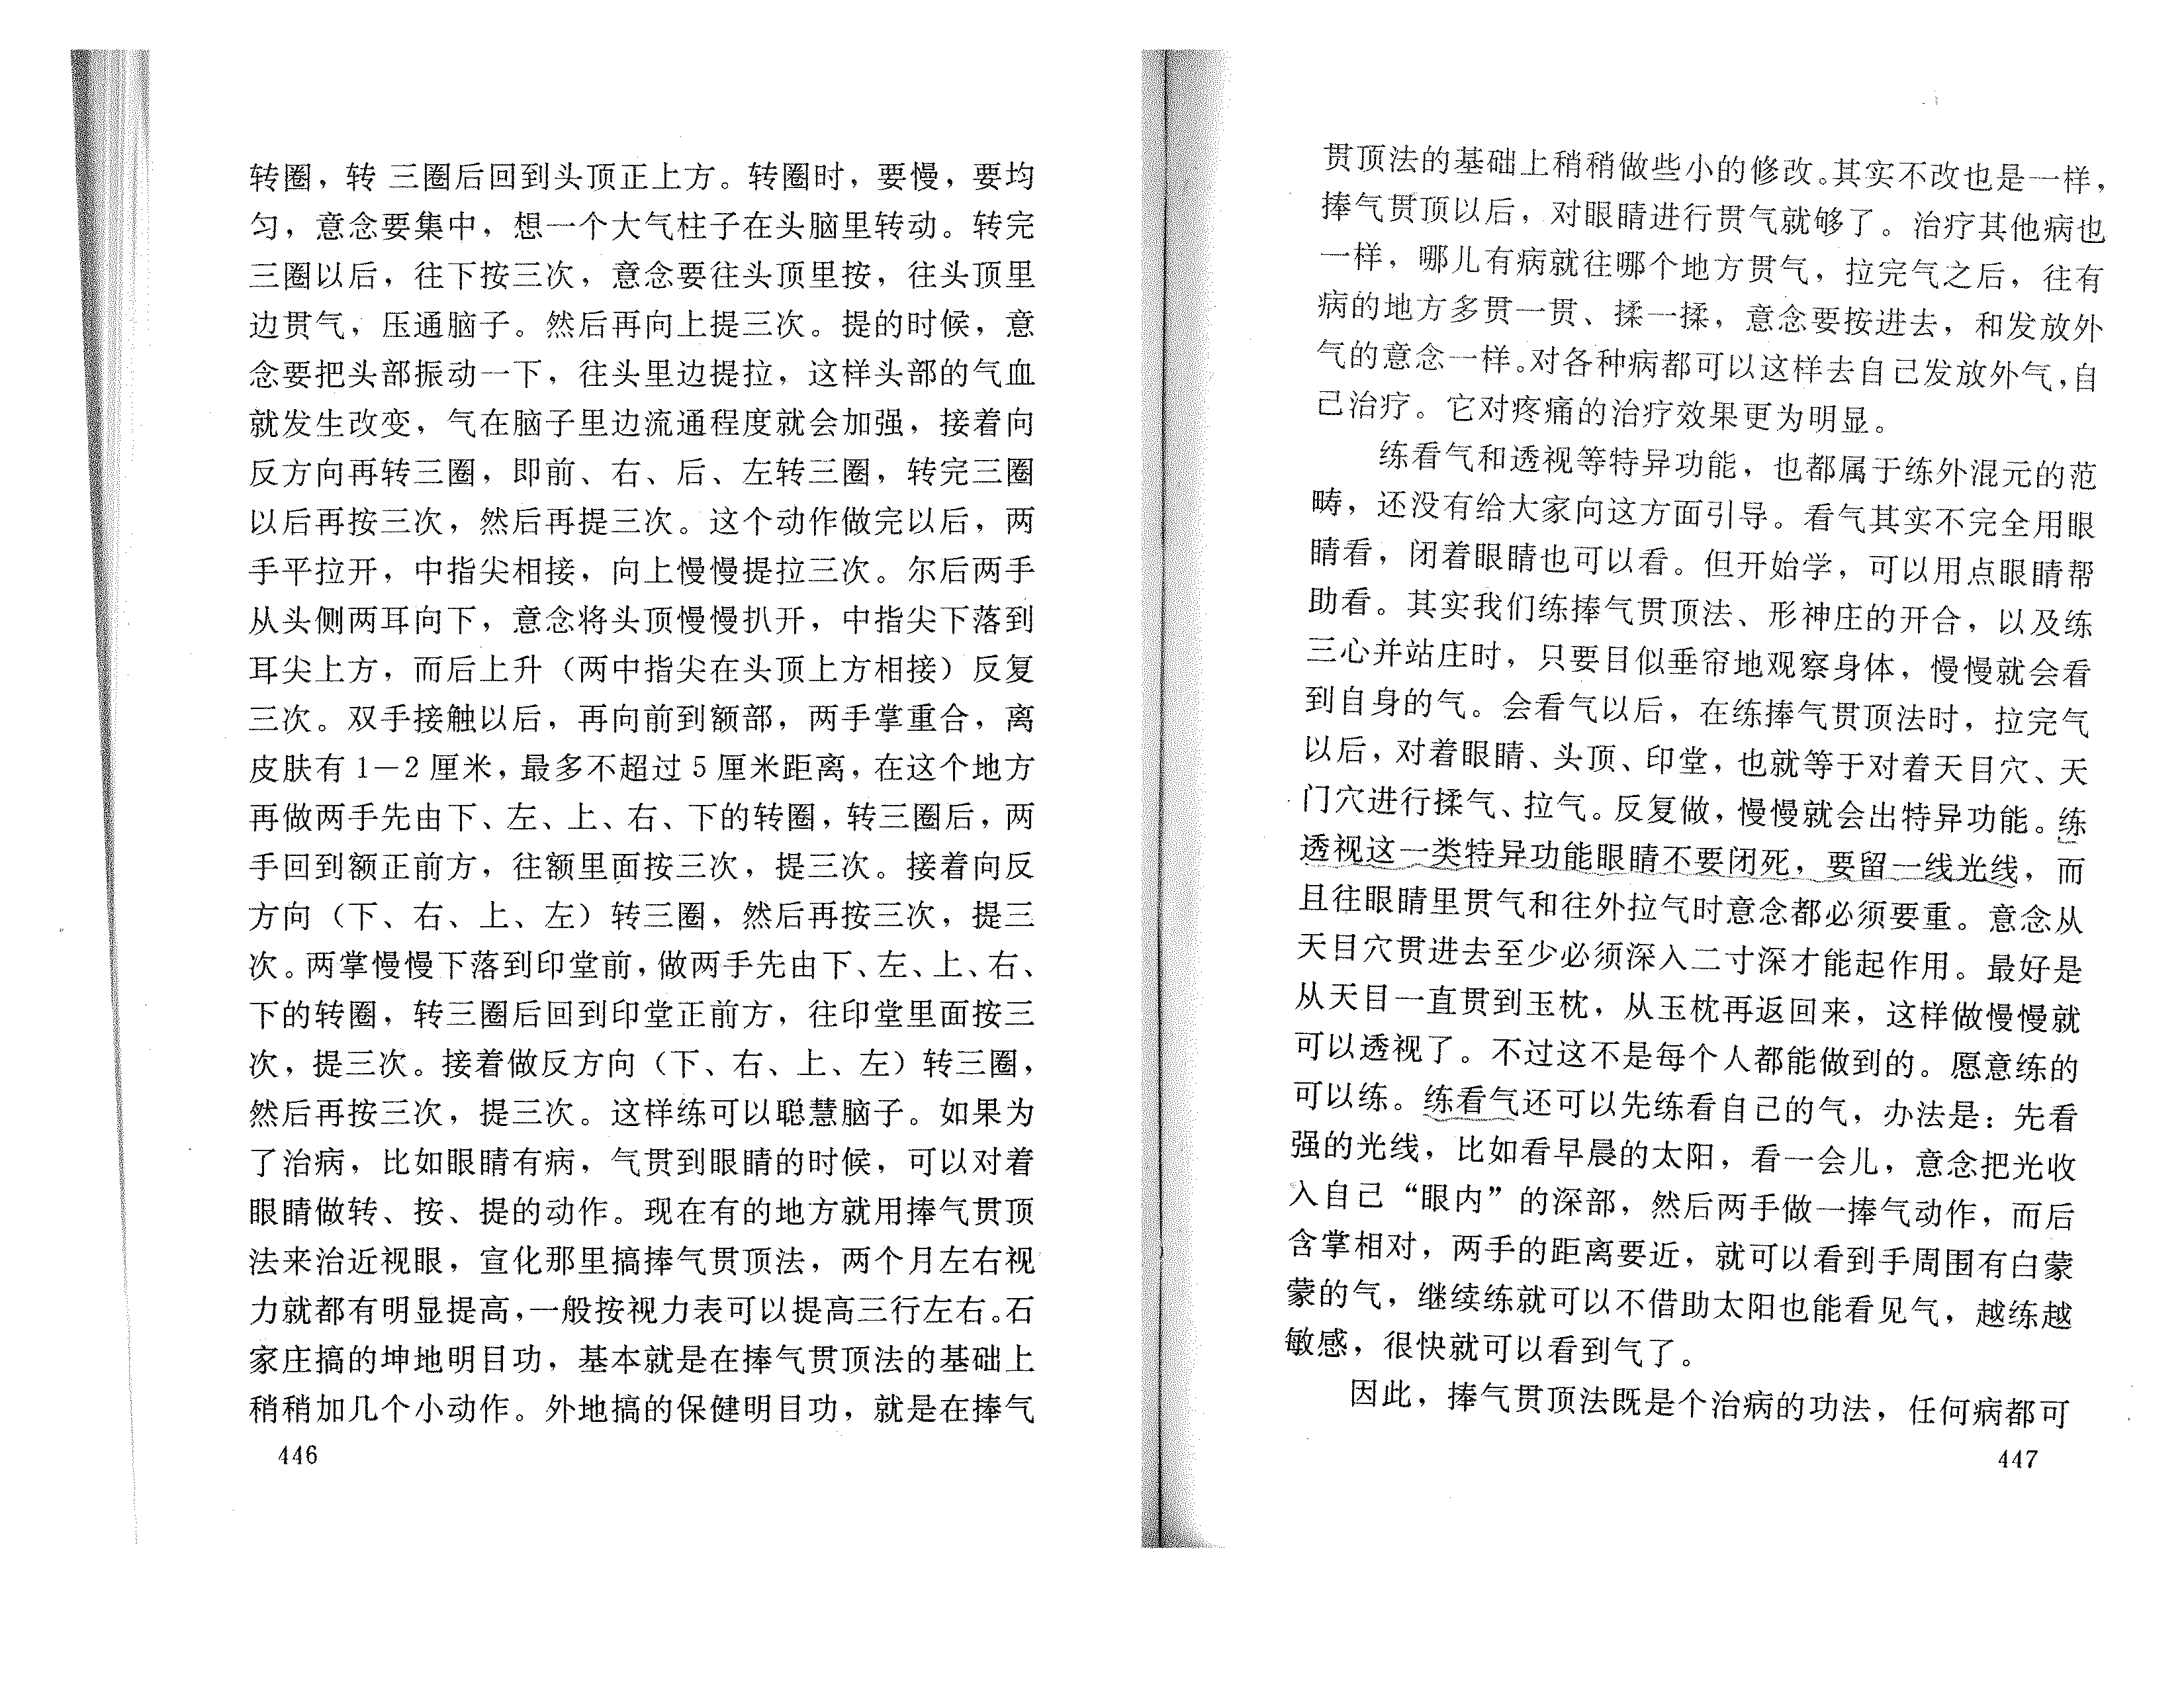 转圈，转 三圈后回到头顶正上方。转圈时，要慢，要均
匀，意念要集中，想一个大气柱子在头脑里转动。转完
三圈以后，往下按三次，意念要往头顶里按，往头顶里
边贯气，压通脑子。然后再向上提三次。提的时候，意
念要把头部振动一下，往头里边提拉，这样头部的气血
就发生改变，气在脑子里边流通程度就会加强，接着向
反方向再转三圈，即前、右、后、左转三圈，转完三圈
以后再按三次，然后再提三次。这个动作做完以后，两
手平拉开，中指尖相接，向上慢慢提拉三次。尔后两手
从头侧两耳向下，意念将头顶慢慢扒开，中指尖下落到
耳尖上方，而后上升（两中指尖在头顶上方相接）反复
三次。双手接触以后，再向前到额部，两手掌重合，离
皮肤有1－2厘米，最多不超过5厘米距离，在这个地方
再做两手先由下、左、上、右、下的转圈，转三圈后，两
手回到额正前方，往额里面按三次，提三次。接着向反
方向（下、右、上、左）转三圈，然后再按三次，提三
次。两掌慢慢下落到印堂前，做两手先由下、左、上、右、
下的转圈，转三圈后回到印堂正前方，往印堂里面按三
次，提三次。接着做反方向（下、右、上、左）转三圈，
然后再按三次，提三次。这样练可以聪慧脑子。如果为
了治病，比如眼睛有病，气贯到眼睛的时候，可以对着
眼睛做转、按、提的动作。现在有的地方就用捧气贯顶
法来治近视眼，宣化那里搞捧气贯顶法，两个月左右视
力就都有明显提高，一般按视力表可以提高三行左右。石
家庄搞的坤地明目功，基本就是在捧气贯顶法的基础上
稍稍加几个小动作。外地搞的保健明目功，就是在捧气
446
贯顶法的基础上稍稍做些小的修改。其实不改也是一样，
捧气贯顶以后，对眼睛进行贯气就够了。治疗其他病也
一样，哪儿有病就往哪个地方贯气，拉完气之后，往有
病的地方多贯一贯、揉一揉，意念要按进去，和发放外
气的意念一样。对各种病都可以这样去自己发放外气，自
己治疗。它对疼痛的治疗效果更为明显。
练看气和透视等特异功能，也都属于练外混元的范
畴，还没有给大家向这方面引导。看气其实不完全用眼
睛看，闭着眼睛也可以看。但开始学，可以用点眼睛帮
助看。其实我们练捧气贯顶法、形神庄的开合，以及练
三心并站庄时，只要目似垂帘地观察身体，慢慢就会看
到自身的气。会看气以后，在练捧气贯顶法时，拉完气
以后，对着眼睛、头顶、印堂，也就等于对着天目穴、天
门穴进行揉气、拉气。反复做，慢慢就会出特异功能。练
透视这一类特异功能眼睛不要闭死，要留一线光线，而
且往眼睛里贯气和往外拉气时意念都必须要重。意念从
天目穴贯进去至少必须深入二寸深才能起作用。最好是
从天目一直贯到玉枕，从玉枕再返回来，这样做慢慢就
可以透视了。不过这不是每个人都能做到的。愿意练的
可以练。练看气还可以先练看自己的气，办法是：先看
强的光线，比如看早晨的太阳，看一会儿，意念把光收
入自己“眼内”的深部，然后两手做一捧气动作，而后
含掌相对，两手的距离要近，就可以看到手周围有白蒙
蒙的气，继续练就可以不借助太阳也能看见气，越练越
敏感，很快就可以看到气了。
因此，捧气贯顶法既是个治病的功法，任何病都可
447